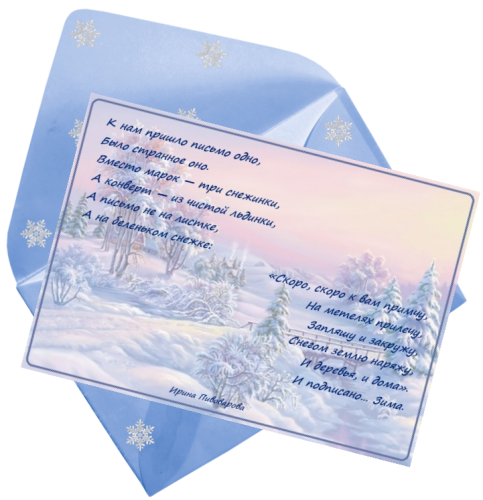 К нам пришло письмо одно,
Было странное оно.
Вместо марок — три снежинки,
А конверт — из чистой льдинки,
А письмо не на листке,
А на беленьком снежке:
«Скоро, скоро к вам примчу,
На метелях прилечу,
Запляшу и закружу,
Снегом землю наряжу,
И деревья, и дома».
И подписано... Зима.
Ирина Пивоварова